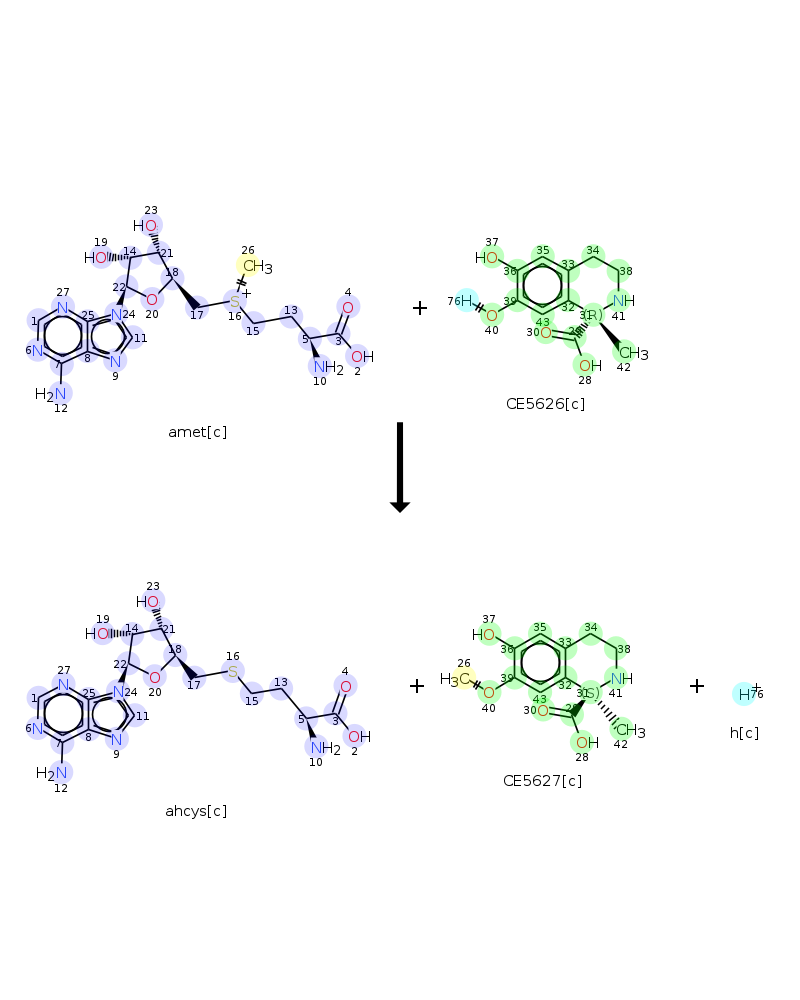 23
HO
19
HO
14
21
18
26
CH3
27
N
1
25
22
N
24
O
20
17
S
+
16
15
13
4
O
3
5
OH
2
NH2
10
6
N
7
8
11
N
9
H2N
12
amet[c]
+
37
HO
36
35
34
33
38
76
H
39
O
40
32
NH
41
43
31(R)
30
O
29
OH
28
CH3
42
CE5626[c]
23
HO
19
HO
14
21
18
27
N
1
25
22
N
24
O
20
17
16
S
15
13
4
O
3
5
OH
2
NH2
10
6
N
7
8
11
N
9
H2N
12
ahcys[c]
+
37
HO
36
35
34
33
38
26
H3C
39
O
40
32
NH
41
43
31(S)
30
O
29
OH
28
CH3
42
CE5627[c]
+
H+
76
h[c]